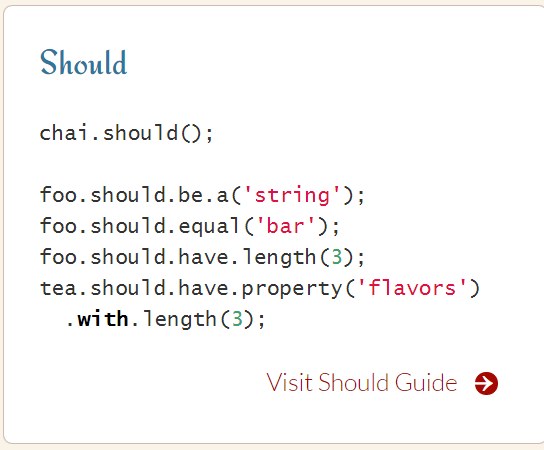 Should
chai.should();
foo.should.be.a('string');
foo.should.equal('bar');
foo.should.have.length(3);
tea.should.have.property('flavors')
  .with.length(3);
Visit Should Guide